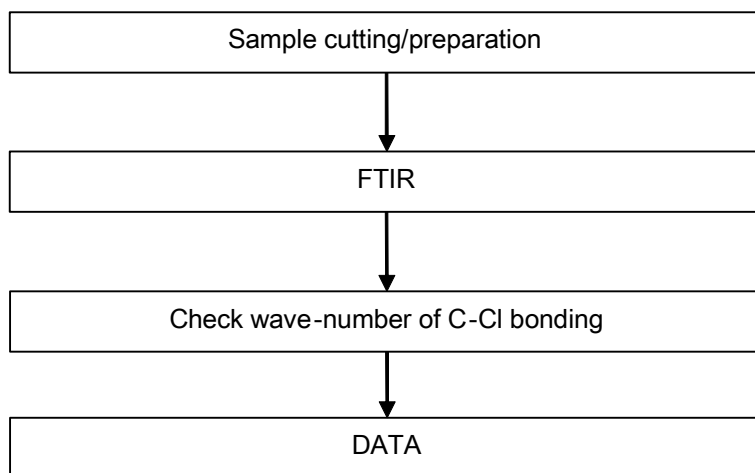 Sample cutting/preparation
FTIR
Check wave-number of C-Cl bonding
DATA